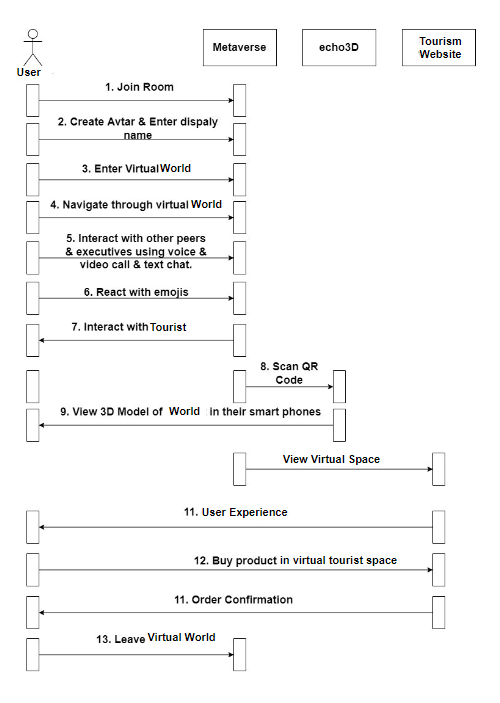 User
Metaverse
echo3D
Tourism
Website
1. Join Room
2. Create Avtar & Enter dispaly
name
3. Enter VirtualWorld
4. Navigate through virtual World
5. Interact with other peers
& executives using voice &
video call & text chat.
6. React with emojis
7. Interact with Tourist
8. Scan QR
Code
9. View 3D Model of World in their smart phones
View Virtual Space
11. User Experience
12. Buy product in virtual tourist space
11. Order Confirmation
13. Leave Virtual World